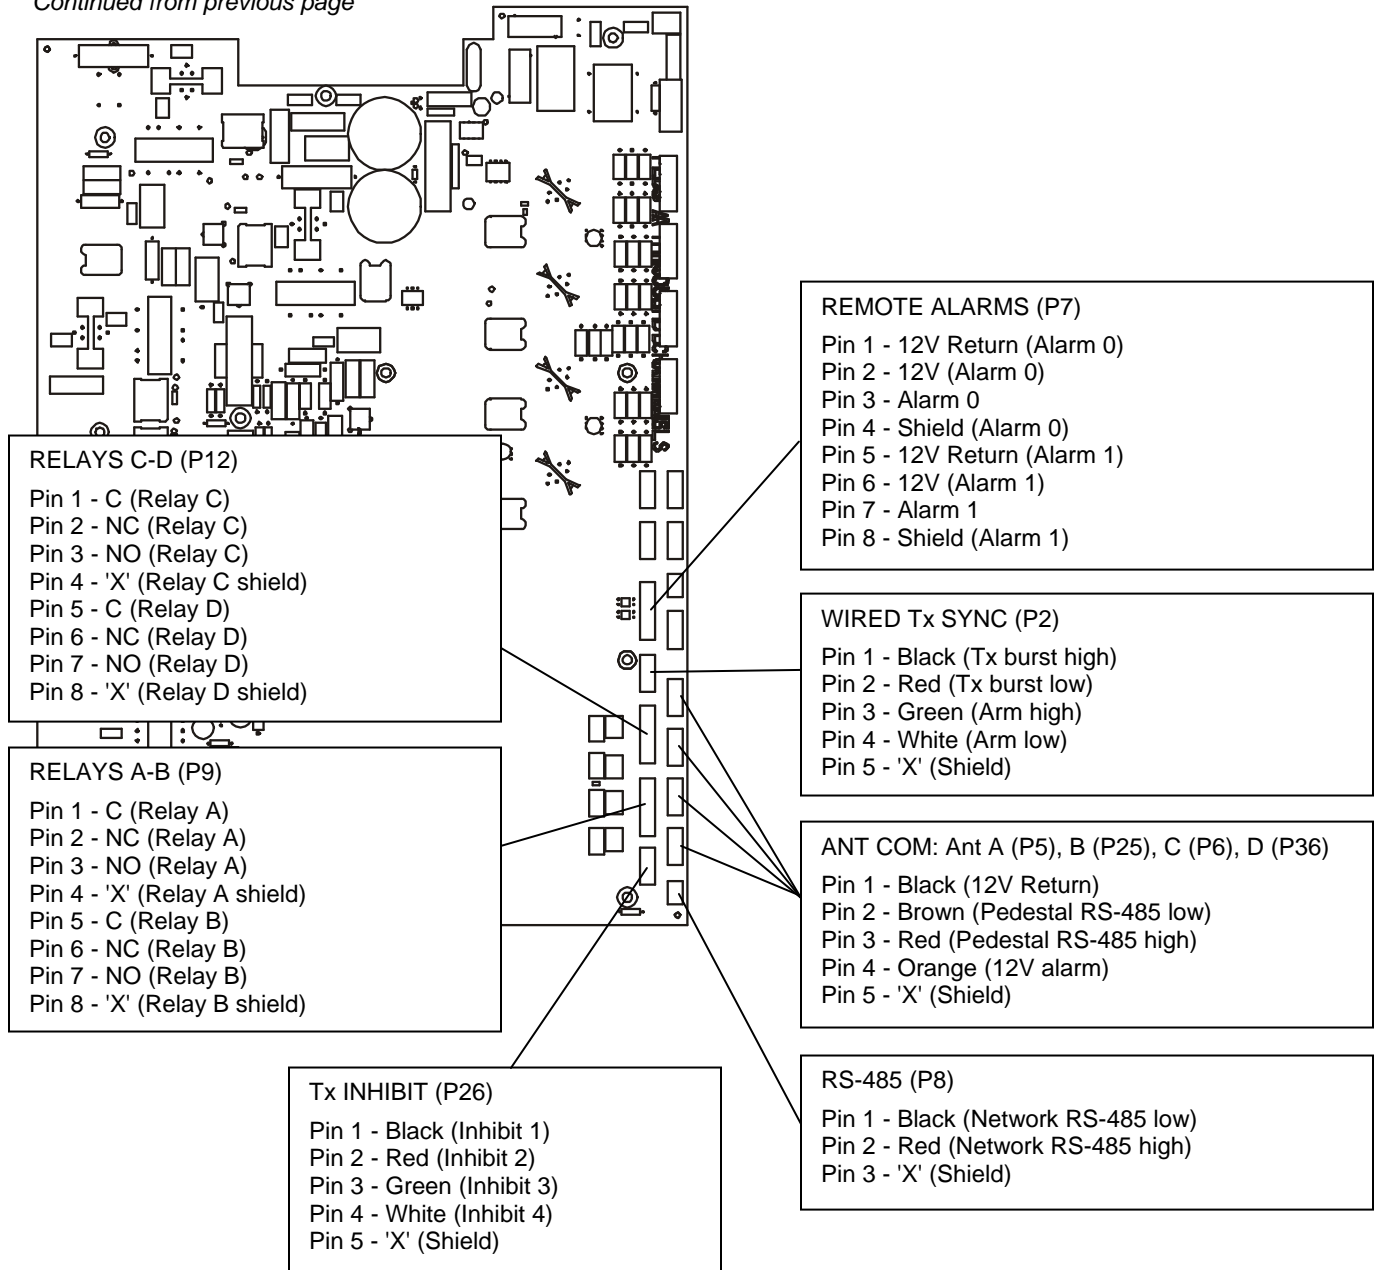 Continued from previous page
REMOTE ALARMS (P7)
Pin 1 - 12V Return (Alarm 0)
Pin 2 - 12V (Alarm 0)
Pin 3 - Alarm 0
Pin 4 - Shield (Alarm 0)
Pin 5 - 12V Return (Alarm 1)
Pin 6 - 12V (Alarm 1)
Pin 7 - Alarm 1
Pin 8 - Shield (Alarm 1)
RELAYS C-D (P12)
Pin 1 - C (Relay C)
Pin 2 - NC (Relay C)
Pin 3 - NO (Relay C)
Pin 4 - 'X' (Relay C shield)
Pin 5 - C (Relay D)
Pin 6 - NC (Relay D)
Pin 7 - NO (Relay D)
Pin 8 - 'X' (Relay D shield)
WIRED Tx SYNC (P2)
Pin 1 - Black (Tx burst high)
Pin 2 - Red (Tx burst low)
Pin 3 - Green (Arm high)
Pin 4 - White (Arm low)
Pin 5 - 'X' (Shield)
RELAYS A-B (P9)
Pin 1 - C (Relay A)
Pin 2 - NC (Relay A)
Pin 3 - NO (Relay A)
Pin 4 - 'X' (Relay A shield)
Pin 5 - C (Relay B)
Pin 6 - NC (Relay B)
Pin 7 - NO (Relay B)
Pin 8 - 'X' (Relay B shield)
ANT COM: Ant A (P5), B (P25), C (P6), D (P36)
Pin 1 - Black (12V Return)
Pin 2 - Brown (Pedestal RS-485 low)
Pin 3 - Red (Pedestal RS-485 high)
Pin 4 - Orange (12V alarm)
Pin 5 - 'X' (Shield)
Tx INHIBIT (P26)
Pin 1 - Black (Inhibit 1)
Pin 2 - Red (Inhibit 2)
Pin 3 - Green (Inhibit 3)
Pin 4 - White (Inhibit 4)
Pin 5 - 'X' (Shield)
RS-485 (P8)
Pin 1 - Black (Network RS-485 low)
Pin 2 - Red (Network RS-485 high)
Pin 3 - 'X' (Shield)